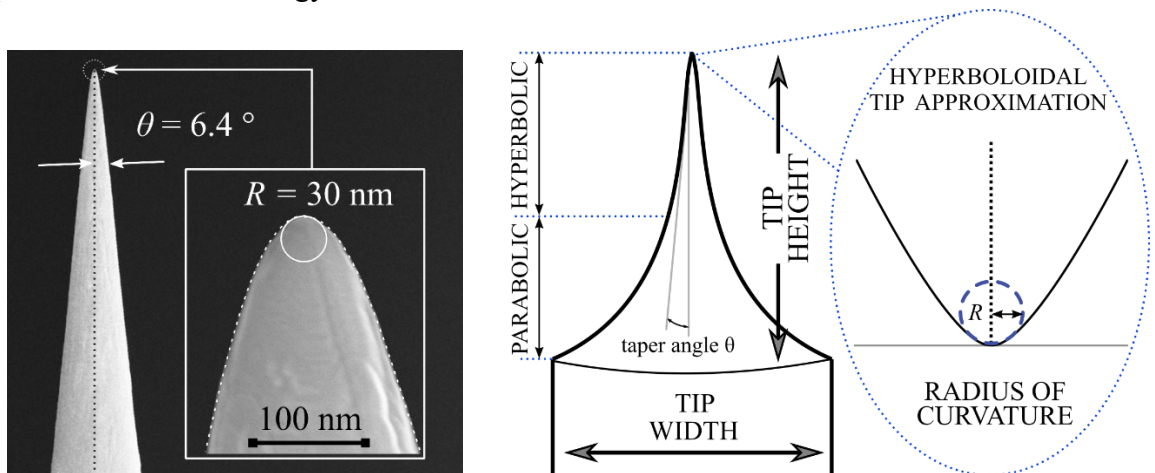 θ = 6.4 °
R = 30 nm
100 nm
HYPERBOLIC
PARABOLIC
TIP
HEIGHT
taper angle θ
TIP
WIDTH
HYPERBOLOIDAL
TIP APPROXIMATION
R
RADIUS OF
CURVATURE